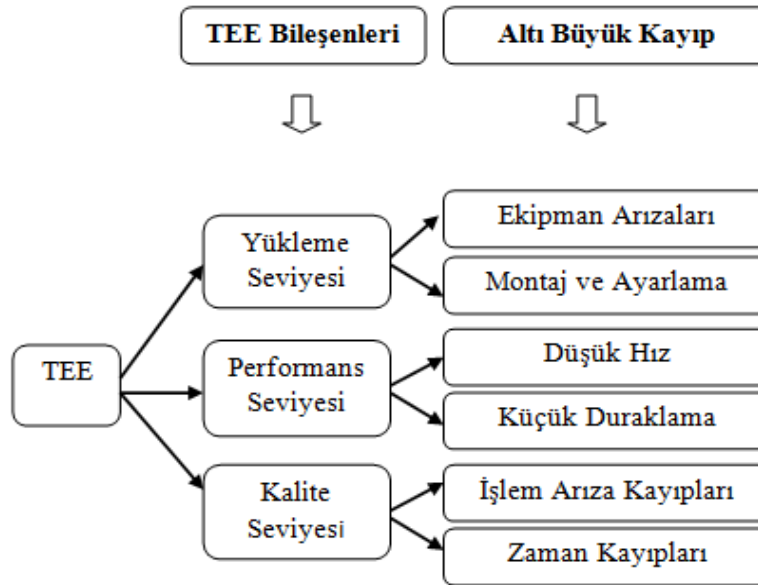 TEE Bileşenleri
Altı Büyük Kayıp
Yükleme
Seviyesi
Ekipman Arızaları
Montaj ve Ayarlama
TEE
Performans
Seviyesi
Düşük Hız
Küçük Duraklama
Kalite
Seviyesi
İşlem Arıza Kayıpları
Zaman Kayıpları